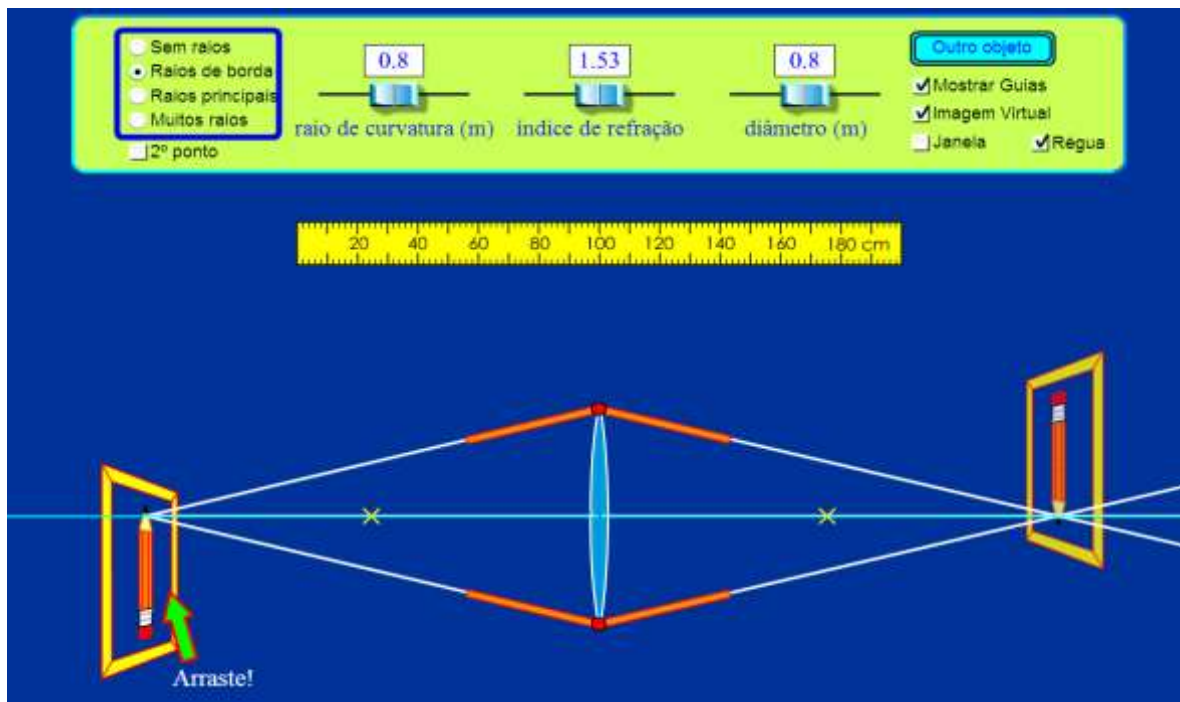 Sem raios
Raios de borda
Raios principais
Muitos raios
2º ponto
0.8
raio de curvatura (m)
1.53
índice de refração
0.8
diâmetro (m)
Outro objeto
Mostrar Guias
Imagem Virtual
Janela
Régua
20 40 60 80 100 120 140 160 180 cm
Arraste!